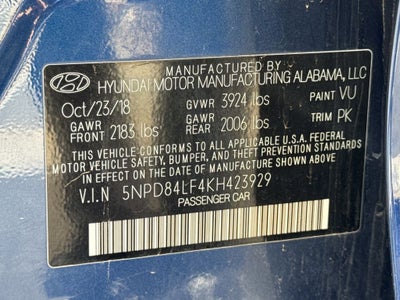 MANUFACTURED BY
HYUNDAI MOTOR MANUFACTURING ALABAMA, LLC
Oct/23/18 GVWR 3924 lbs PAINT VU
GAWR FRONT 2183 lbs GAWR REAR 2006 lbs TRIM PK
THIS VEHICLE CONFORMS TO ALL APPLICABLE FEDERAL
MOTOR VEHICLE SAFETY, BUMPER, AND THEFT PREVENTION
STANDARDS IN EFFECT ON THE DATE OF MANUFACTURE SHOWN ABOVE.
V.I.N 5NPD84LF4KH423929
PASSENGER CAR